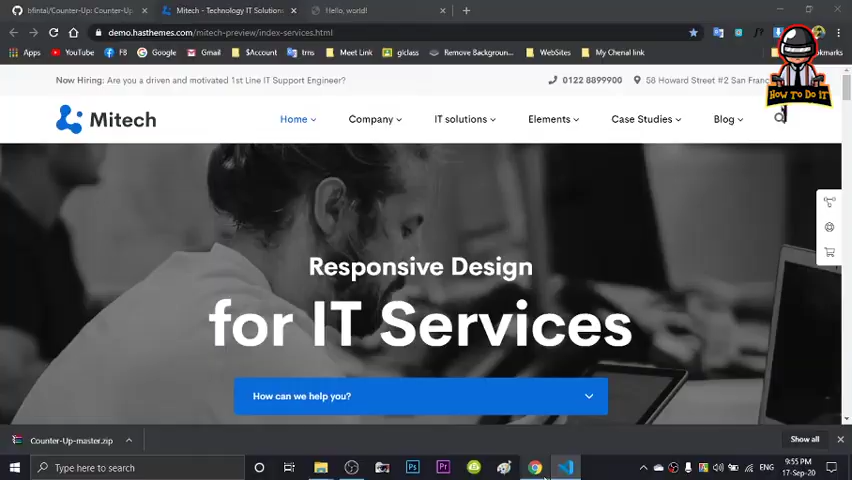 bfintal/Counter-Up: Counter-Up
Mitech - Technology IT Solutions
Hello, world!
demo.hasthemes.com/mitech-preview/index-services.html
Apps
YouTube
Google
Gmail
$Account
trns
Meet Link
giclass
Remove Backgroun...
WebSites
My Chenal link
HOW TO DO IT
Now Hiring: Are you a driven and motivated 1st Line IT Support Engineer?
0122 8899900
58 Howard Street #2 San
Mitech
Home
Company
IT solutions
Elements
Case Studies
Blog
Responsive Design
for IT Services
How can we help you?
Counter-Up-master.zip
Show all
Type here to search
Ps
Pr
ENG
9:55 PM
17-Sep-20